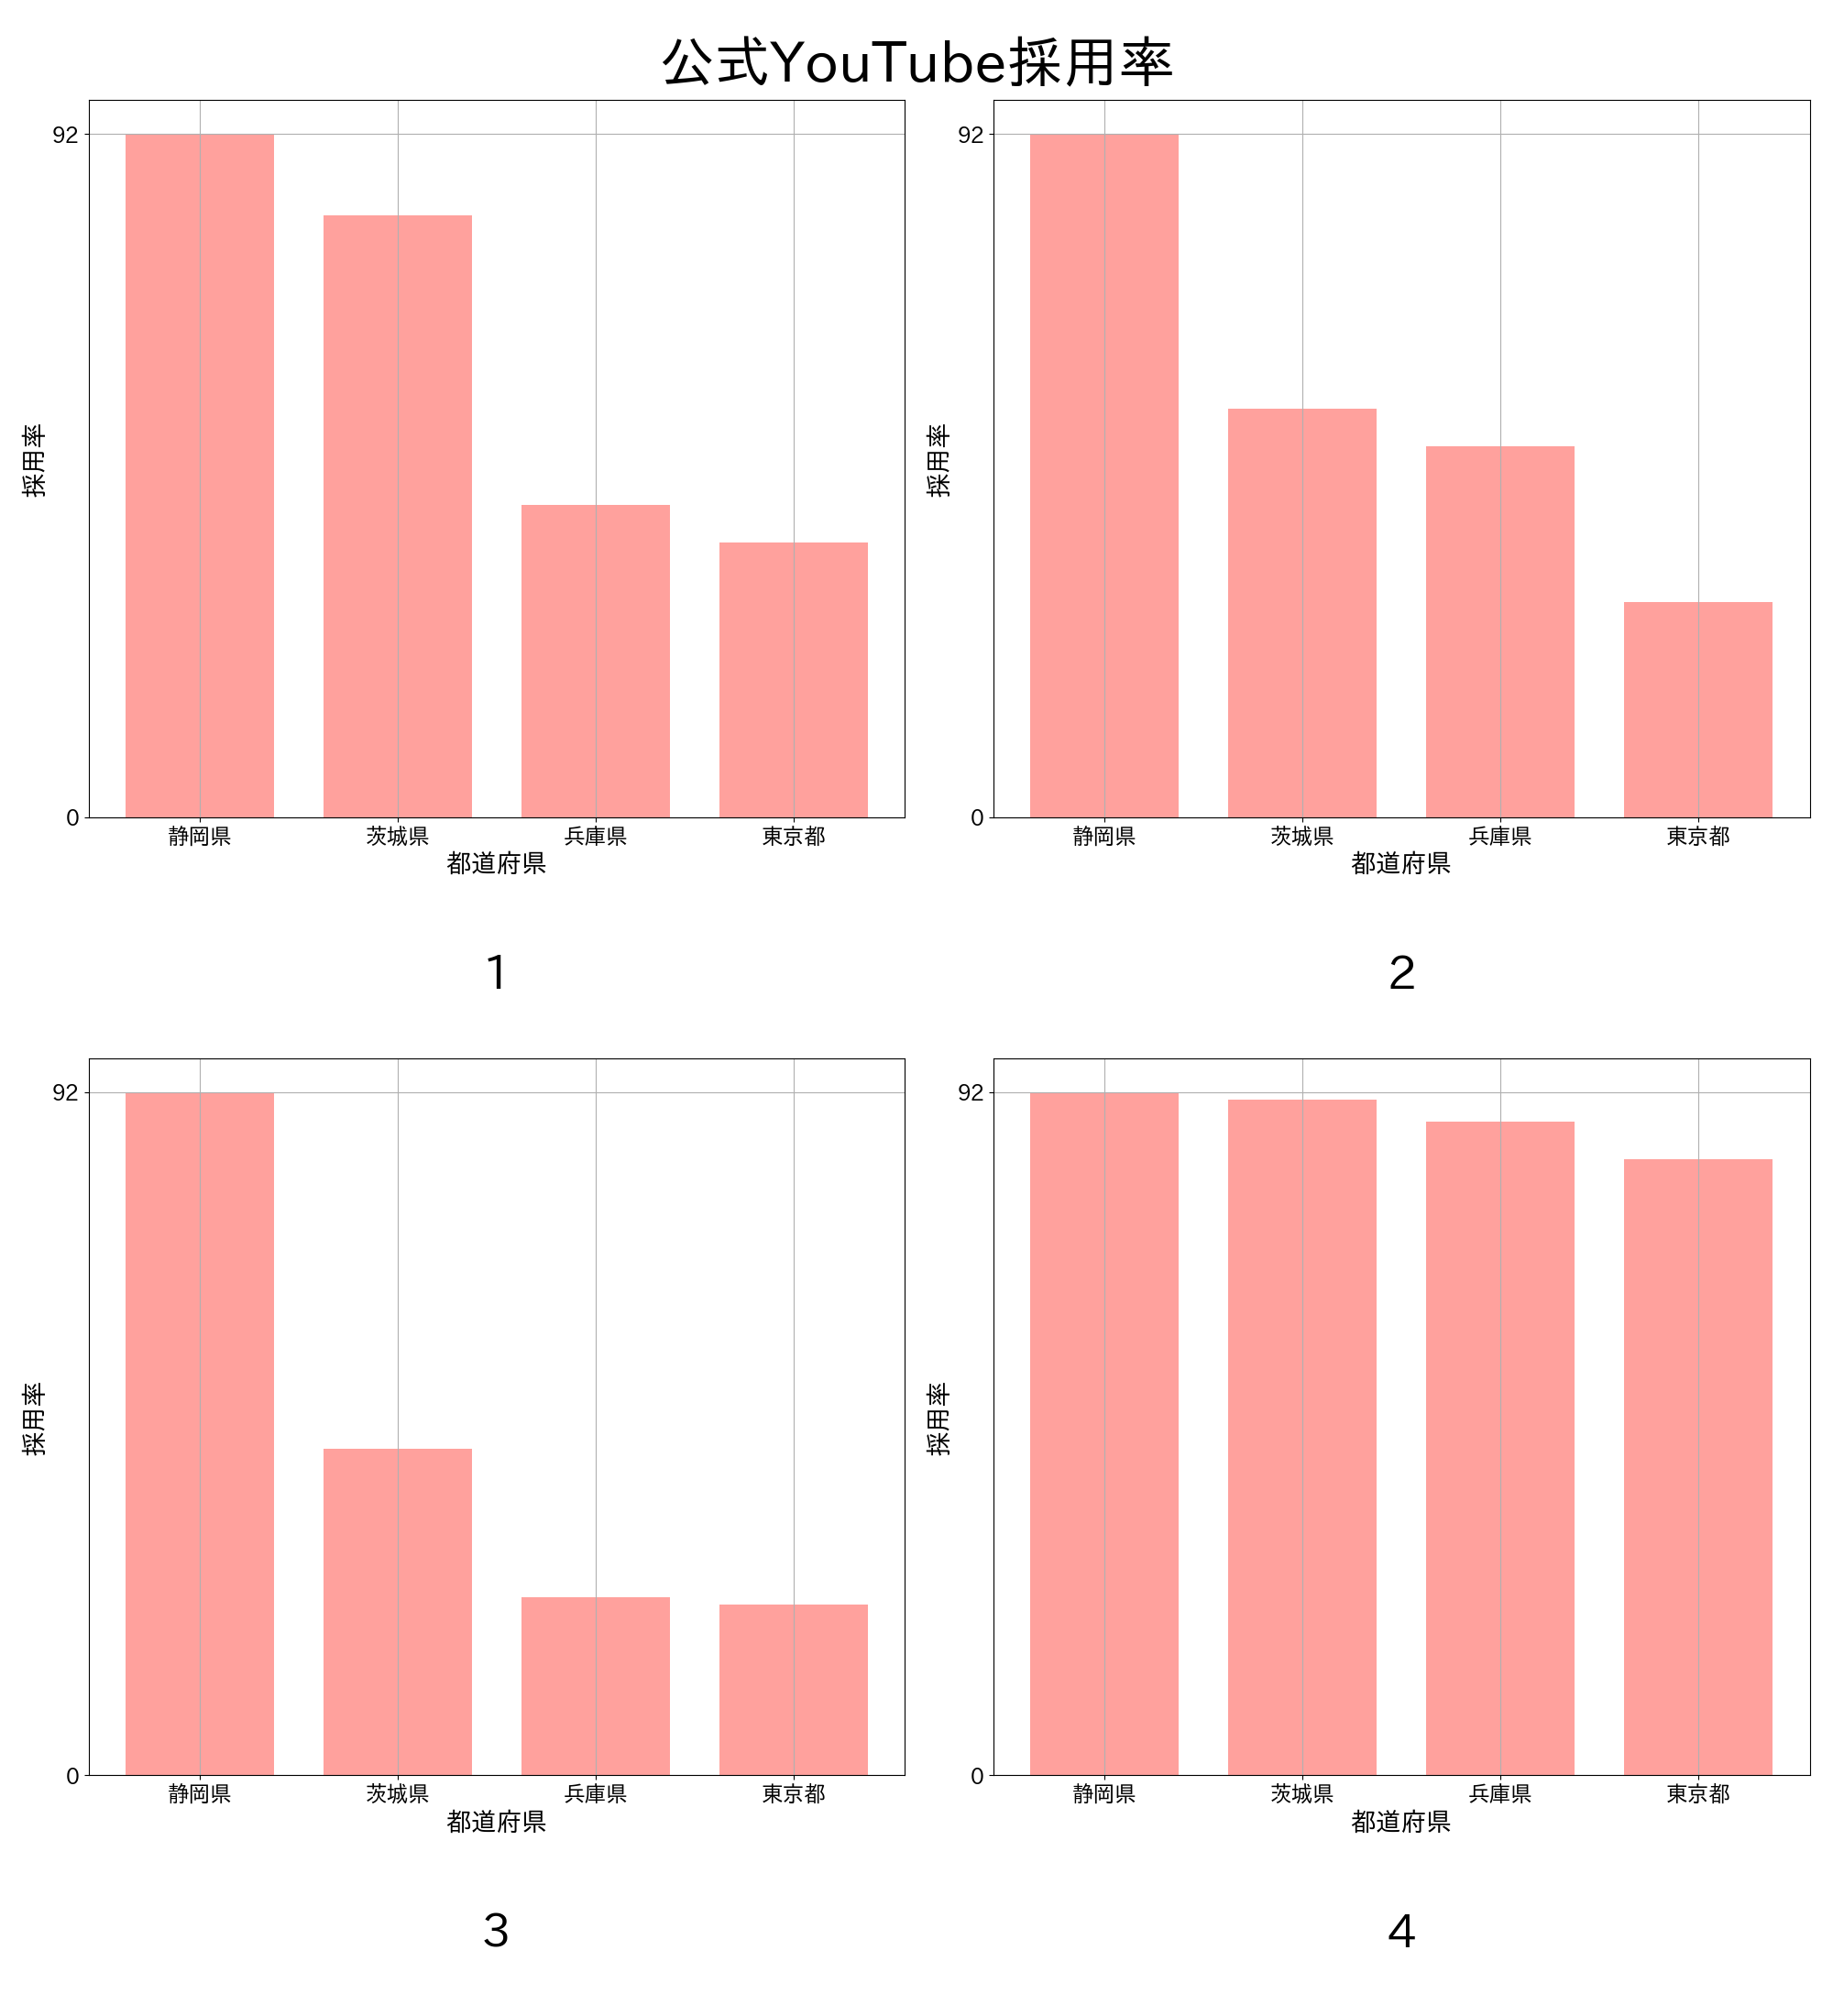 公式YouTube採用率
92
0
採用率
静岡県 茨城県 兵庫県 東京都
都道府県
1
92
0
採用率
静岡県 茨城県 兵庫県 東京都
都道府県
2
92
0
採用率
静岡県 茨城県 兵庫県 東京都
都道府県
3
92
0
採用率
静岡県 茨城県 兵庫県 東京都
都道府県
4